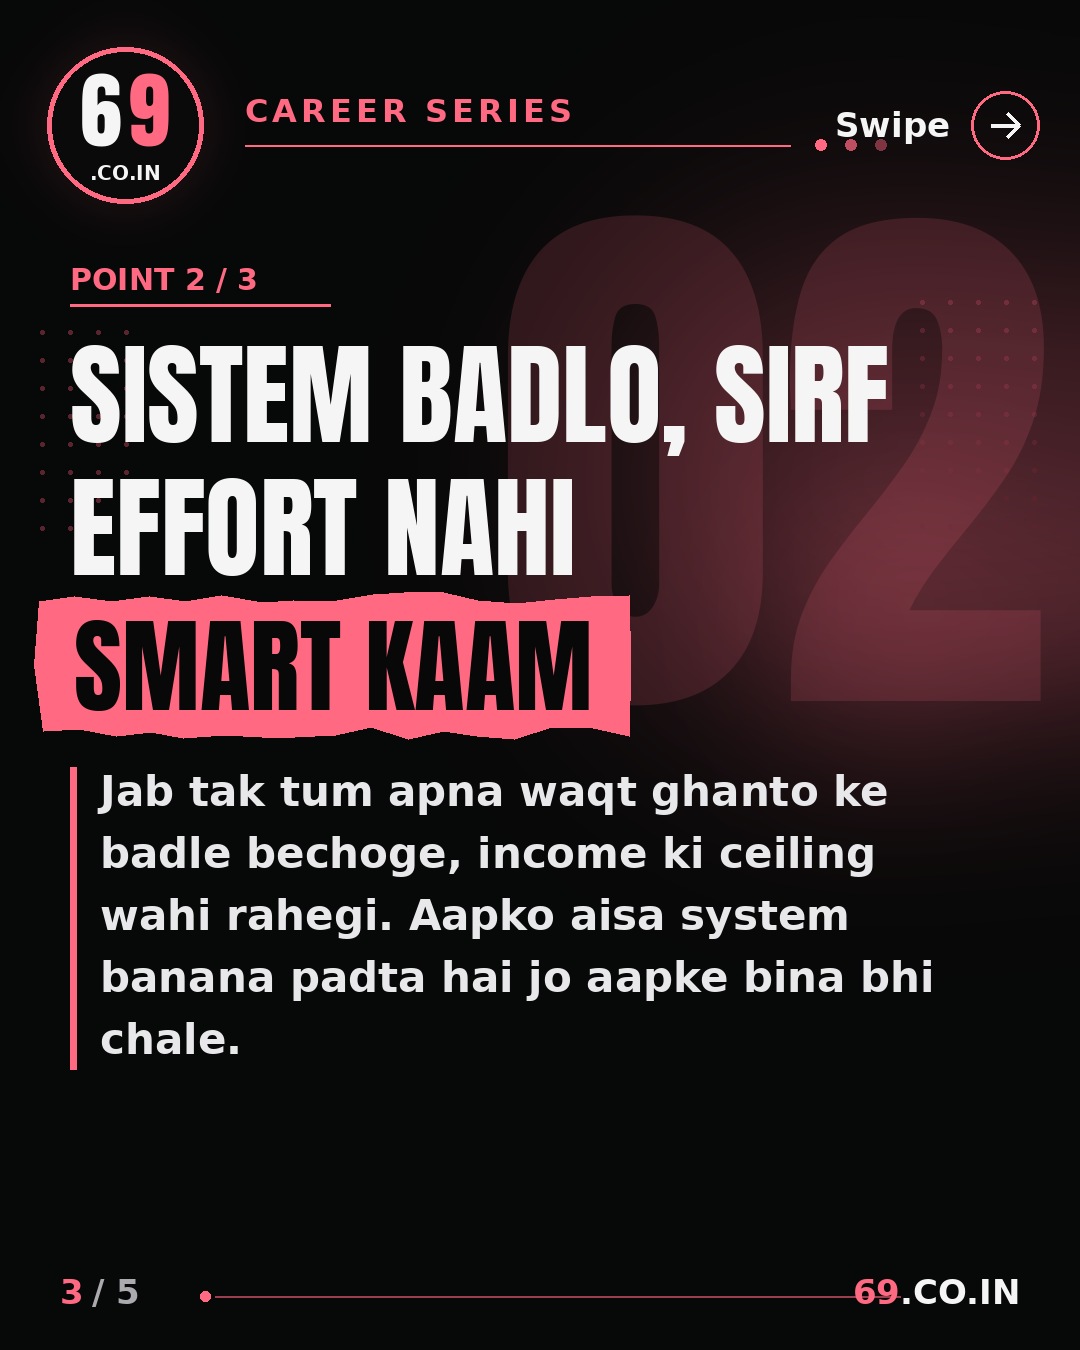 69
.CO.IN
CAREER SERIES
Swipe
02
POINT 2 / 3
SISTEM BADLO, SIRF
EFFORT NAHI
SMART KAAM
Jab tak tum apna waqt ghanto ke
badle bechoge, income ki ceiling
wahi rahegi. Aapko aisa system
banana padta hai jo aapke bina bhi
chale.
3 / 5
69.CO.IN